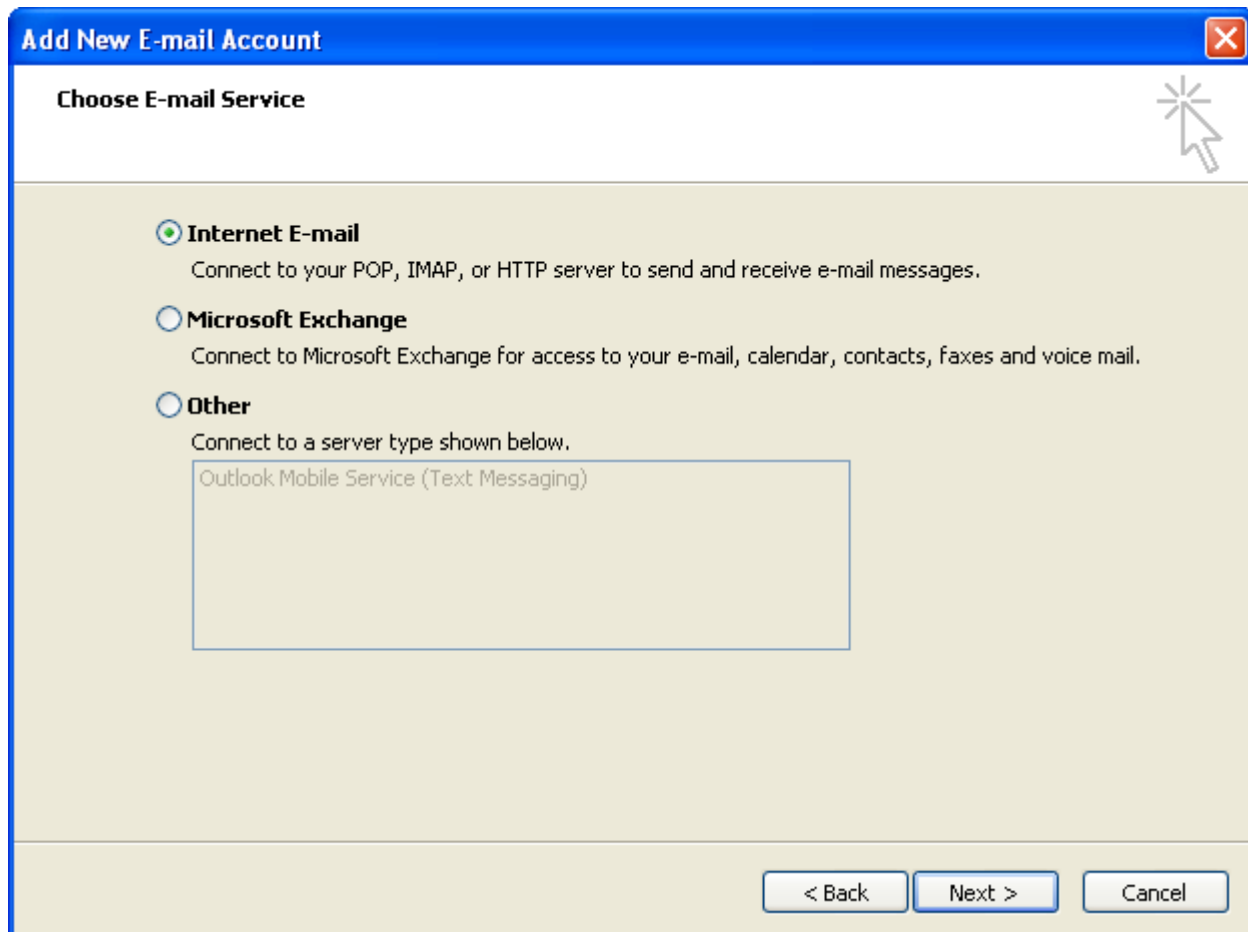 Add New E-mail Account
Choose E-mail Service
Internet E-mail
Connect to your POP, IMAP, or HTTP server to send and receive e-mail messages.
Microsoft Exchange
Connect to Microsoft Exchange for access to your e-mail, calendar, contacts, faxes and voice mail.
Other
Connect to a server type shown below.
Outlook Mobile Service (Text Messaging)
< Back Next > Cancel